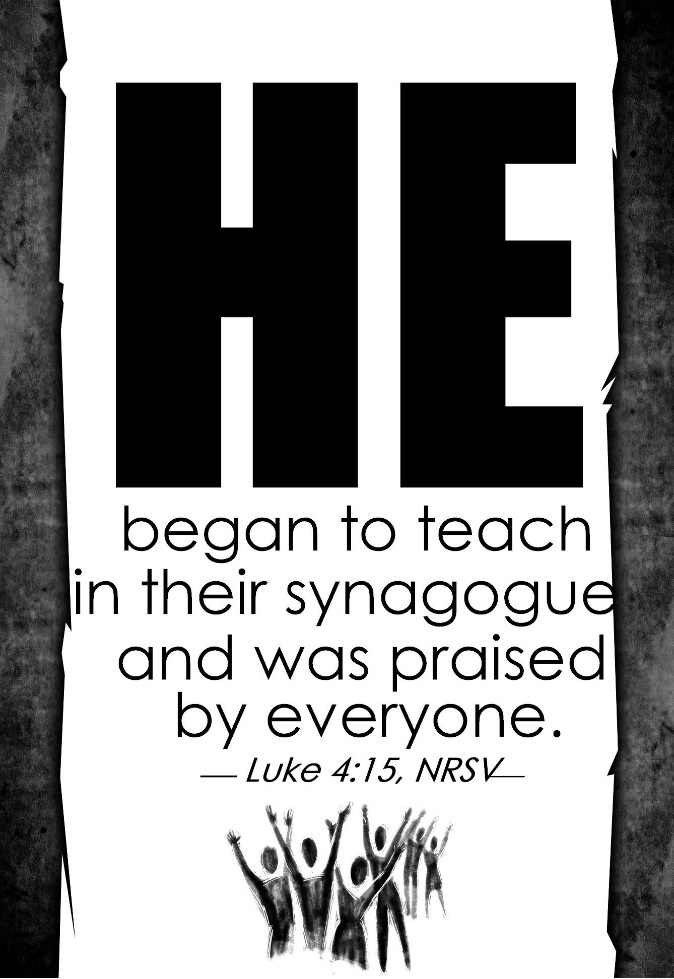 HE
began to teach
in their synagogue
and was praised
by everyone.
— Luke 4:15, NRSV—